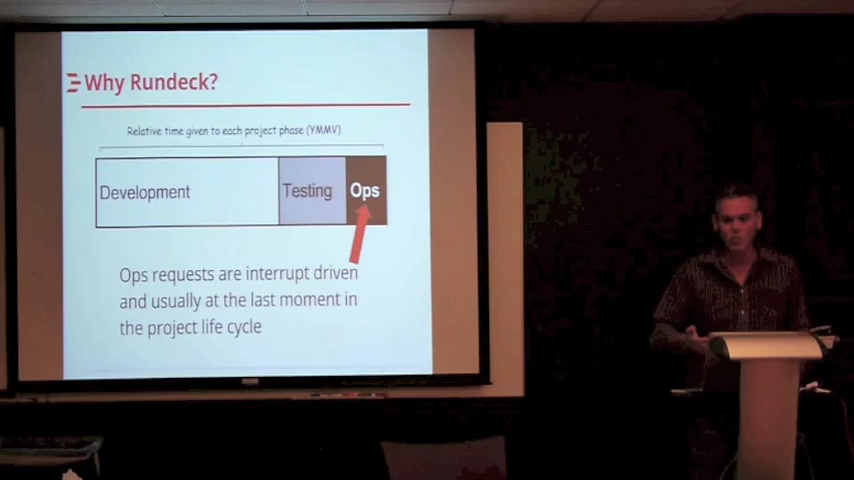 Why Rundeck?
Relative time given to each project phase (YMMV)
Development
Testing
Ops
Ops requests are interrupt driven
and usually at the last moment in
the project life cycle